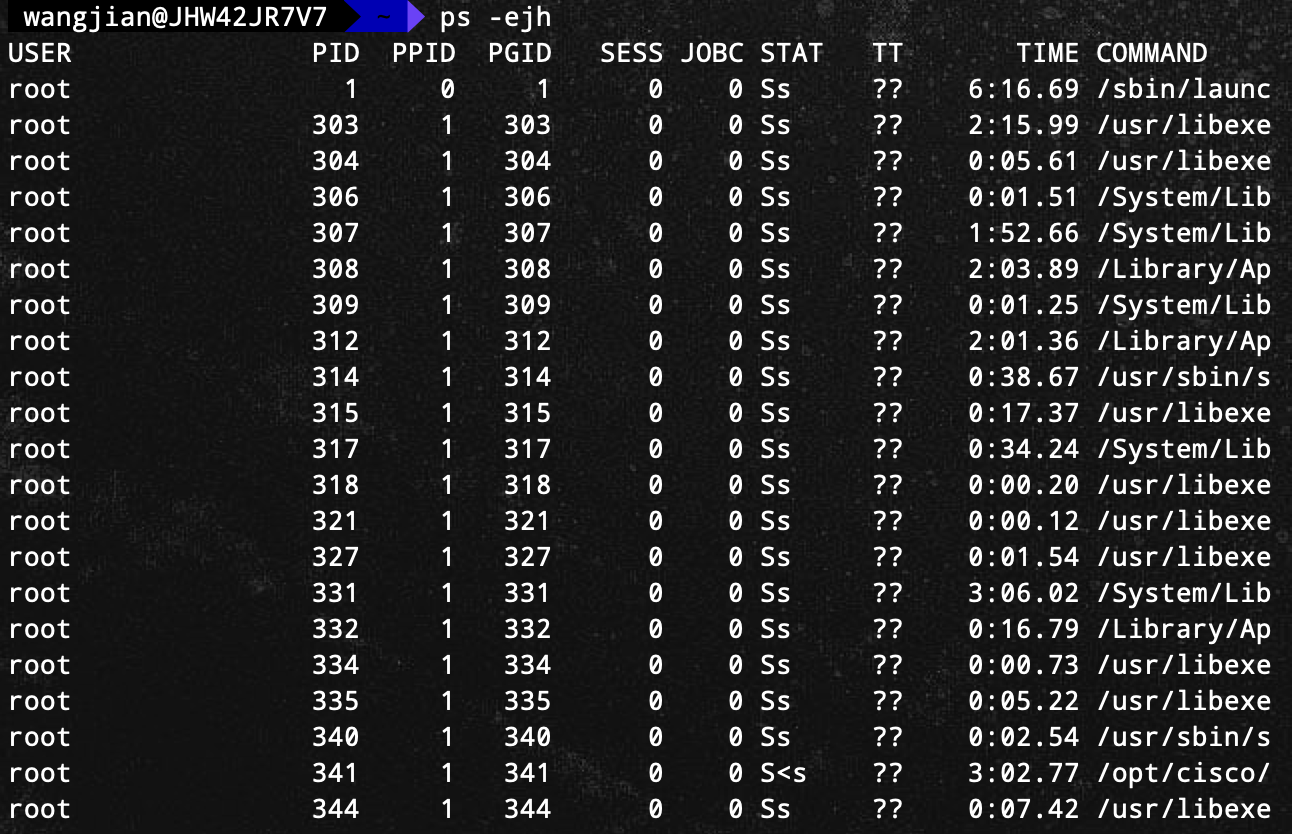 wangjian@JHW42JR7V7 ~ ps -ejh
USER PID PPID PGID SESS JOBC STAT TT TIME COMMAND
root 1 0 1 0 0 Ss ?? 6:16.69 /sbin/launc
root 303 1 303 0 0 Ss ?? 2:15.99 /usr/libexe
root 304 1 304 0 0 Ss ?? 0:05.61 /usr/libexe
root 306 1 306 0 0 Ss ?? 0:01.51 /System/Lib
root 307 1 307 0 0 Ss ?? 1:52.66 /System/Lib
root 308 1 308 0 0 Ss ?? 2:03.89 /Library/Ap
root 309 1 309 0 0 Ss ?? 0:01.25 /System/Lib
root 312 1 312 0 0 Ss ?? 2:01.36 /Library/Ap
root 314 1 314 0 0 Ss ?? 0:38.67 /usr/sbin/s
root 315 1 315 0 0 Ss ?? 0:17.37 /usr/libexe
root 317 1 317 0 0 Ss ?? 0:34.24 /System/Lib
root 318 1 318 0 0 Ss ?? 0:00.20 /usr/libexe
root 321 1 321 0 0 Ss ?? 0:00.12 /usr/libexe
root 327 1 327 0 0 Ss ?? 0:01.54 /usr/libexe
root 331 1 331 0 0 Ss ?? 3:06.02 /System/Lib
root 332 1 332 0 0 Ss ?? 0:16.79 /Library/Ap
root 334 1 334 0 0 Ss ?? 0:00.73 /usr/libexe
root 335 1 335 0 0 Ss ?? 0:05.22 /usr/libexe
root 340 1 340 0 0 Ss ?? 0:02.54 /usr/sbin/s
root 341 1 341 0 0 S<s ?? 3:02.77 /opt/cisco/
root 344 1 344 0 0 Ss ?? 0:07.42 /usr/libexe